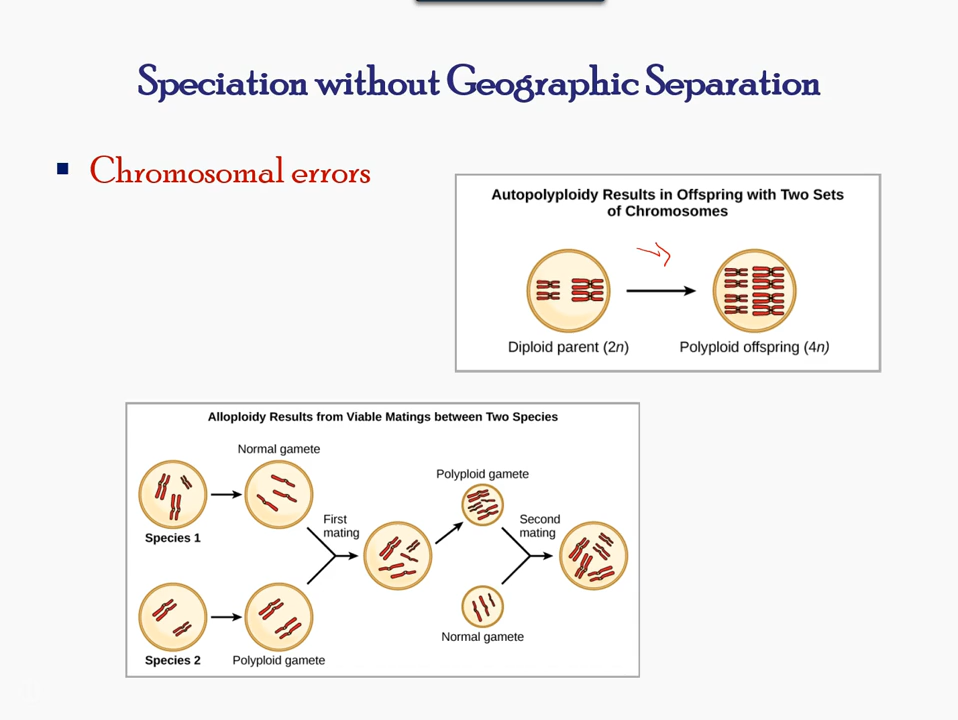 Speciation without Geographic Separation
▪ Chromosomal errors
Autopolyploidy Results in Offspring with Two Sets
of Chromosomes
Diploid parent (2n)
Polyploid offspring (4n)
Alloploidy Results from Viable Matings between Two Species
Normal gamete
Polyploid gamete
First
mating
Second
mating
Species 1
Normal gamete
Species 2
Polyploid gamete